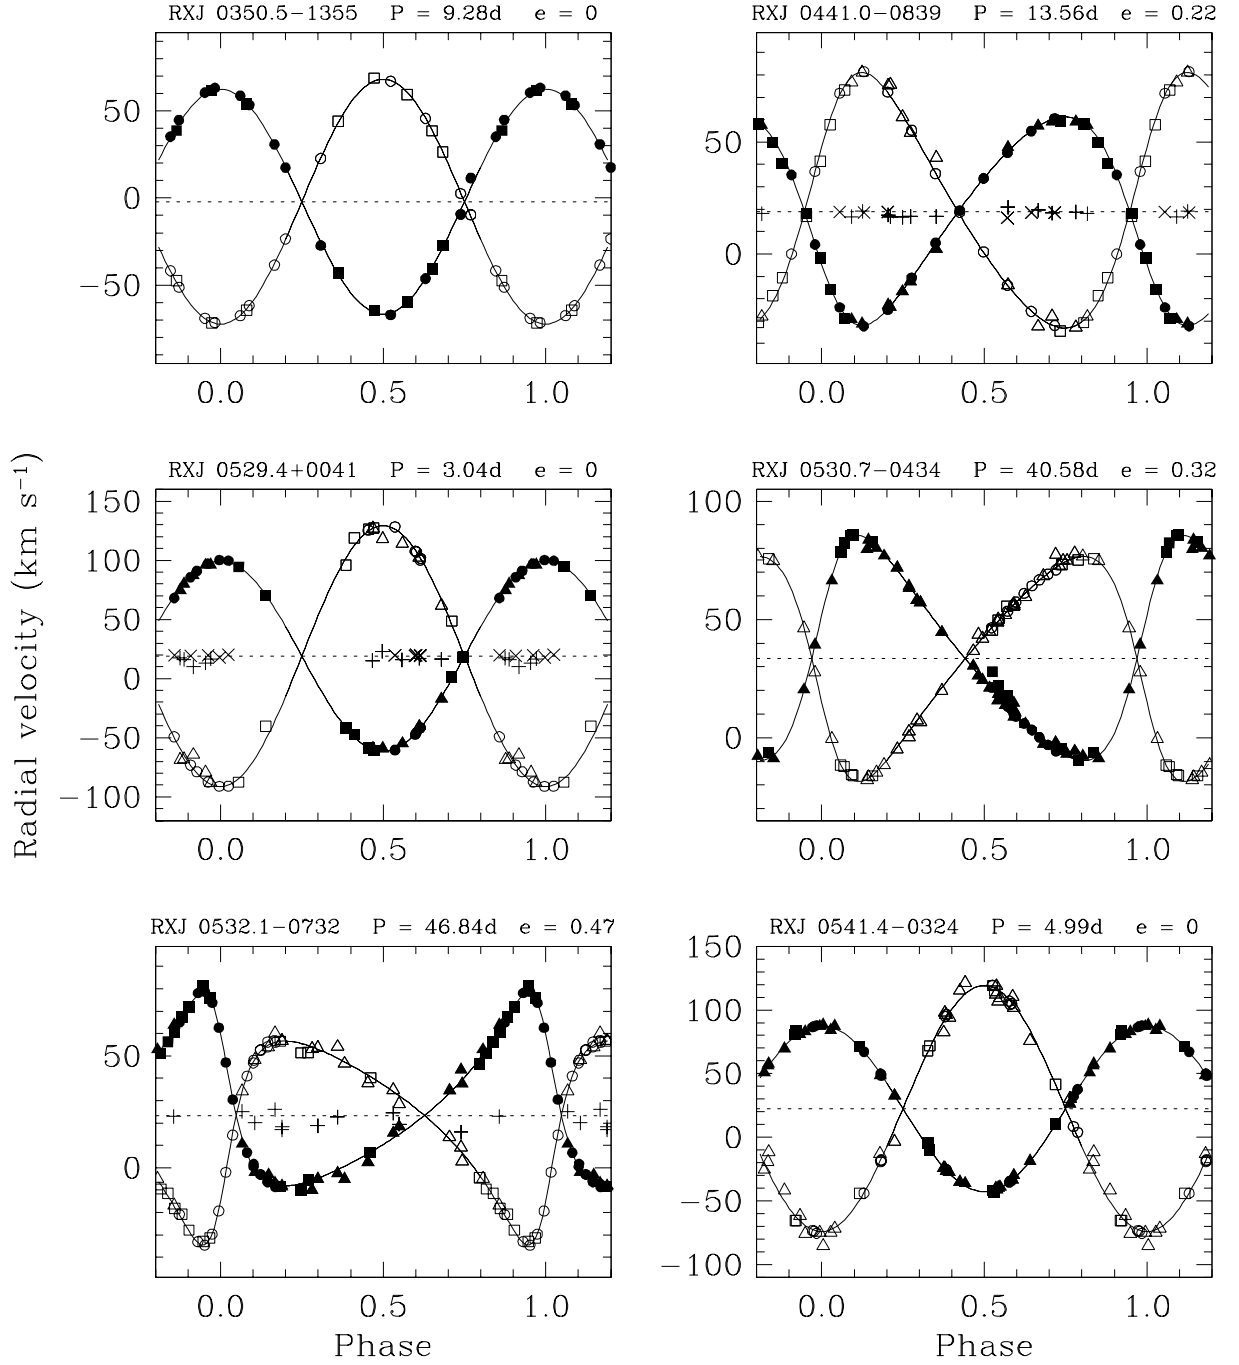 RXJ 0350.5−1355 P = 9.28d e = 0
50
0
−50
0.0 0.5 1.0
RXJ 0441.0−0839 P = 13.56d e = 0.22
50
0
0.0 0.5 1.0
Radial velocity (km s⁻¹)
RXJ 0529.4+0041 P = 3.04d e = 0
150
100
50
0
−50
−100
0.0 0.5 1.0
RXJ 0530.7−0434 P = 40.58d e = 0.32
100
50
0
0.0 0.5 1.0
RXJ 0532.1−0732 P = 46.84d e = 0.47
50
0
0.0 0.5 1.0
Phase
RXJ 0541.4−0324 P = 4.99d e = 0
150
100
50
0
−50
−100
0.0 0.5 1.0
Phase